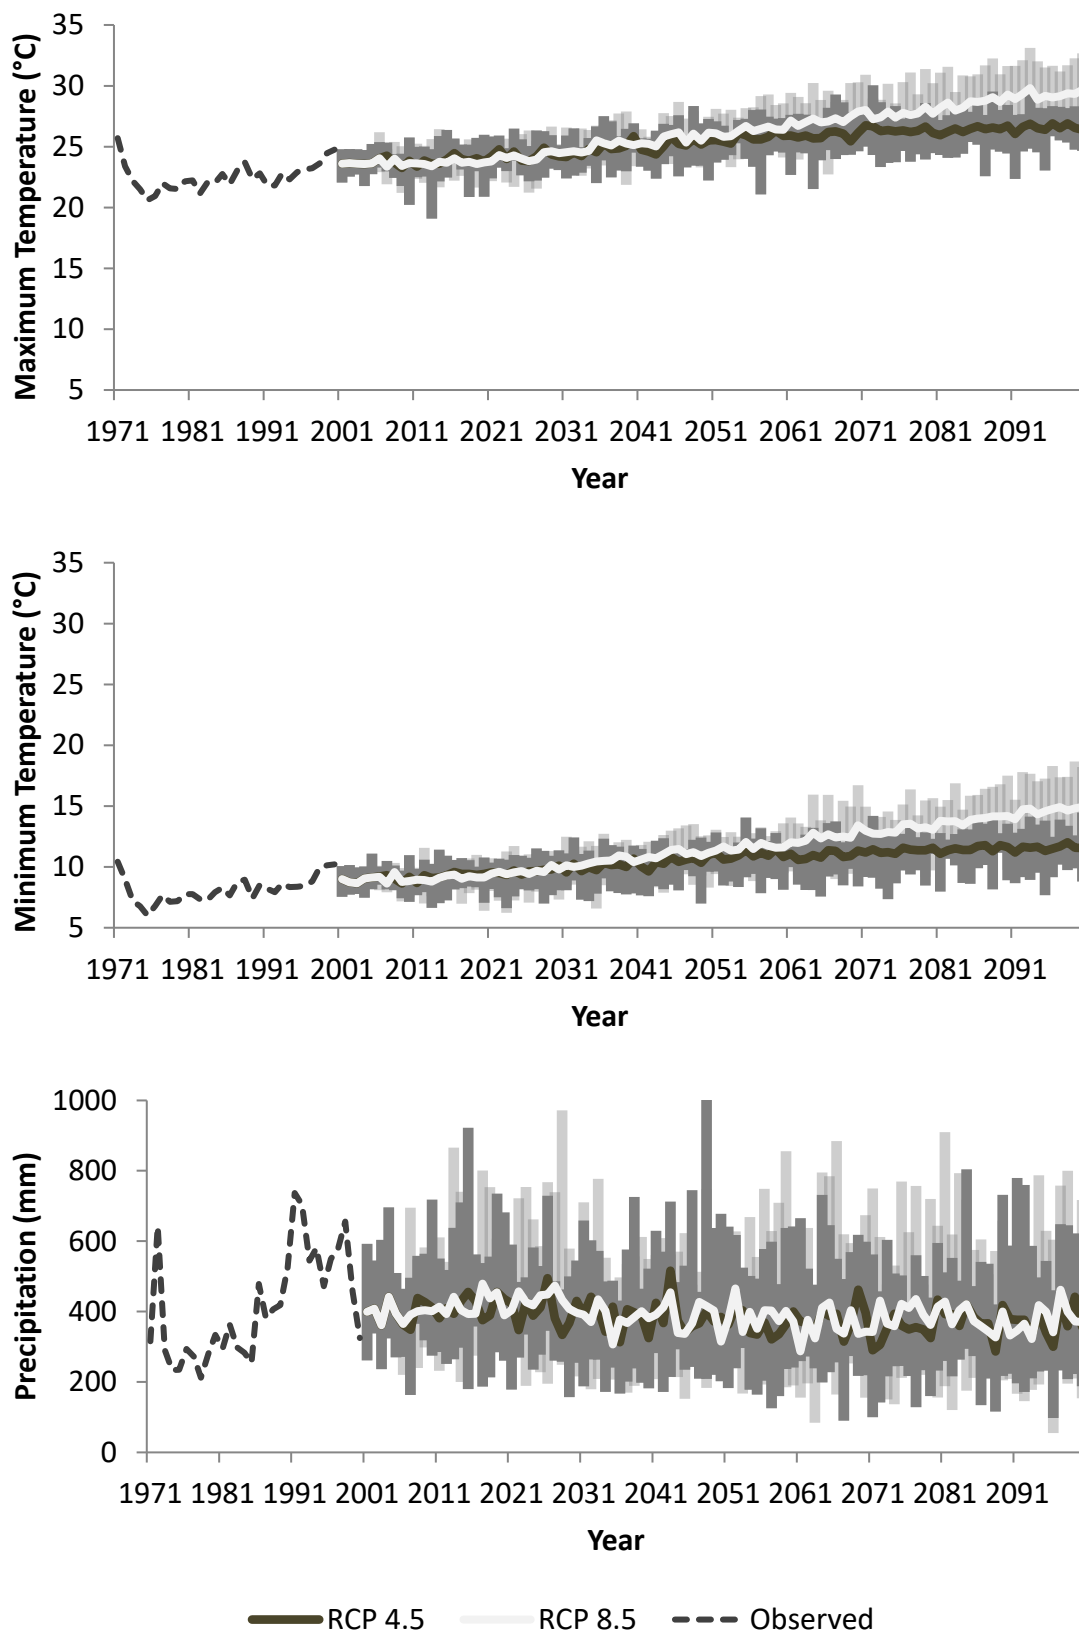 Maximum Temperature (°C)
35
30
25
20
15
10
5
1971 1981 1991 2001 2011 2021 2031 2041 2051 2061 2071 2081 2091
Year
Minimum Temperature (°C)
35
30
25
20
15
10
5
1971 1981 1991 2001 2011 2021 2031 2041 2051 2061 2071 2081 2091
Year
Precipitation (mm)
1000
800
600
400
200
0
1971 1981 1991 2001 2011 2021 2031 2041 2051 2061 2071 2081 2091
Year
RCP 4.5 RCP 8.5 Observed